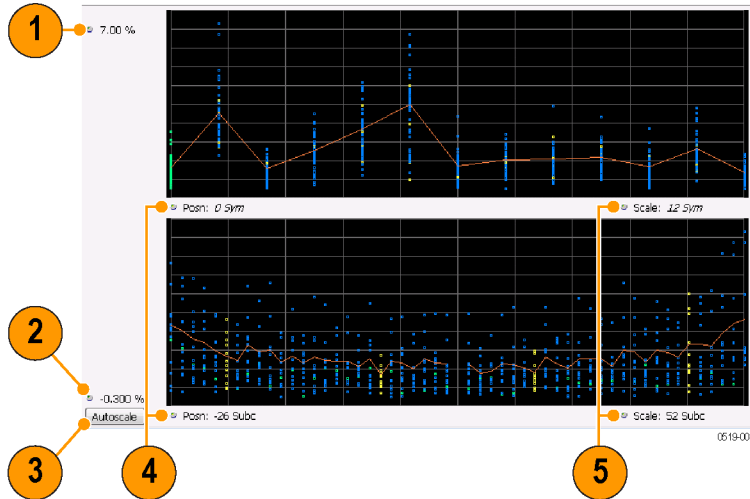 1
7.00 %
Posn: 0 Sym
Scale: 12 Sym
2
-0.300 %
Autoscale
Posn: -26 Subc
Scale: 52 Subc
0519-00
3
4
5